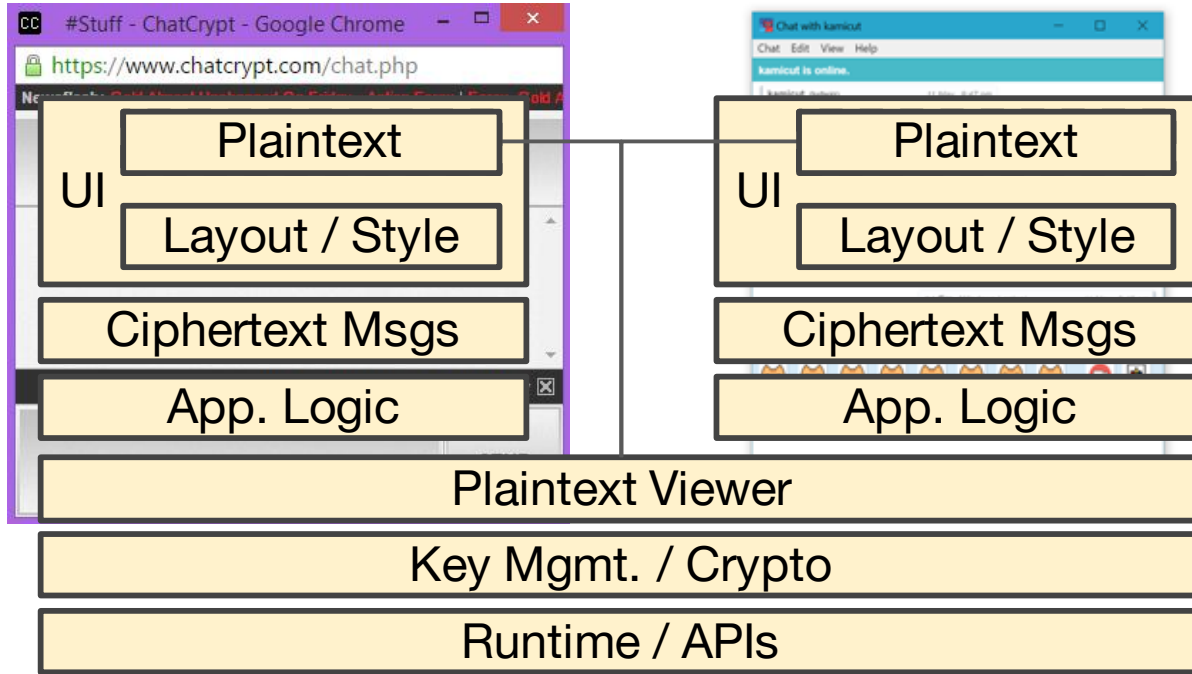 #Stuff - ChatCrypt - Google Chrome
https://www.chatcrypt.com/chat.php
Chat with kamicut
Chat Edit View Help
kamicut is online.
Plaintext
UI
Layout / Style
Ciphertext Msgs
App. Logic
Plaintext
UI
Layout / Style
Ciphertext Msgs
App. Logic
Plaintext Viewer
Key Mgmt. / Crypto
Runtime / APIs